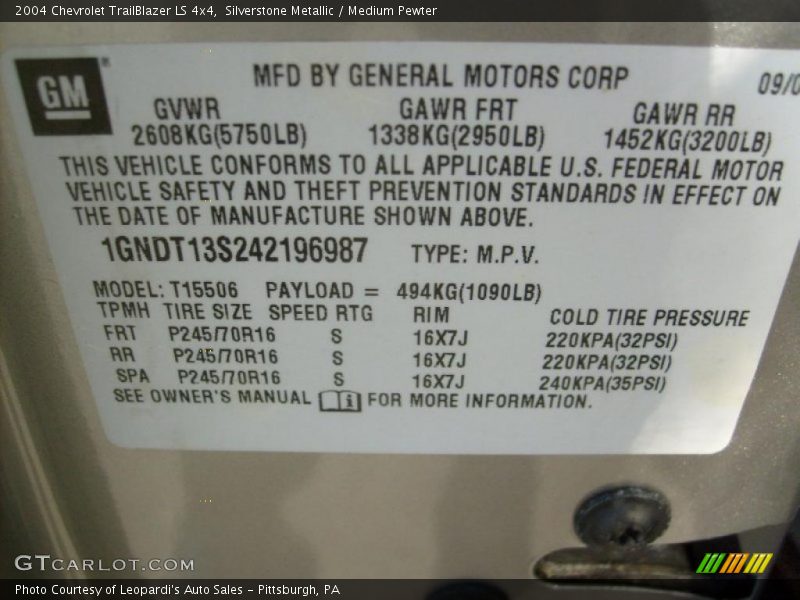 2004 Chevrolet TrailBlazer LS 4x4,  Silverstone Metallic / Medium Pewter
GM
MFD BY GENERAL MOTORS CORP 09/0
GVWR GAWR FRT GAWR RR
2608KG(5750LB) 1338KG(2950LB) 1452KG(3200LB)
THIS VEHICLE CONFORMS TO ALL APPLICABLE U.S. FEDERAL MOTOR
VEHICLE SAFETY AND THEFT PREVENTION STANDARDS IN EFFECT ON
THE DATE OF MANUFACTURE SHOWN ABOVE.
1GNDT13S242196987 TYPE: M.P.V.
MODEL: T15506 PAYLOAD = 494KG(1090LB)
TPMH TIRE SIZE SPEED RTG RIM COLD TIRE PRESSURE
FRT P245/70R16 S 16X7J 220KPA(32PSI)
RR P245/70R16 S 16X7J 220KPA(32PSI)
SPA P245/70R16 S 16X7J 240KPA(35PSI)
SEE OWNER'S MANUAL i FOR MORE INFORMATION.
GTCARLOT.COM
Photo Courtesy of Leopardi's Auto Sales - Pittsburgh, PA